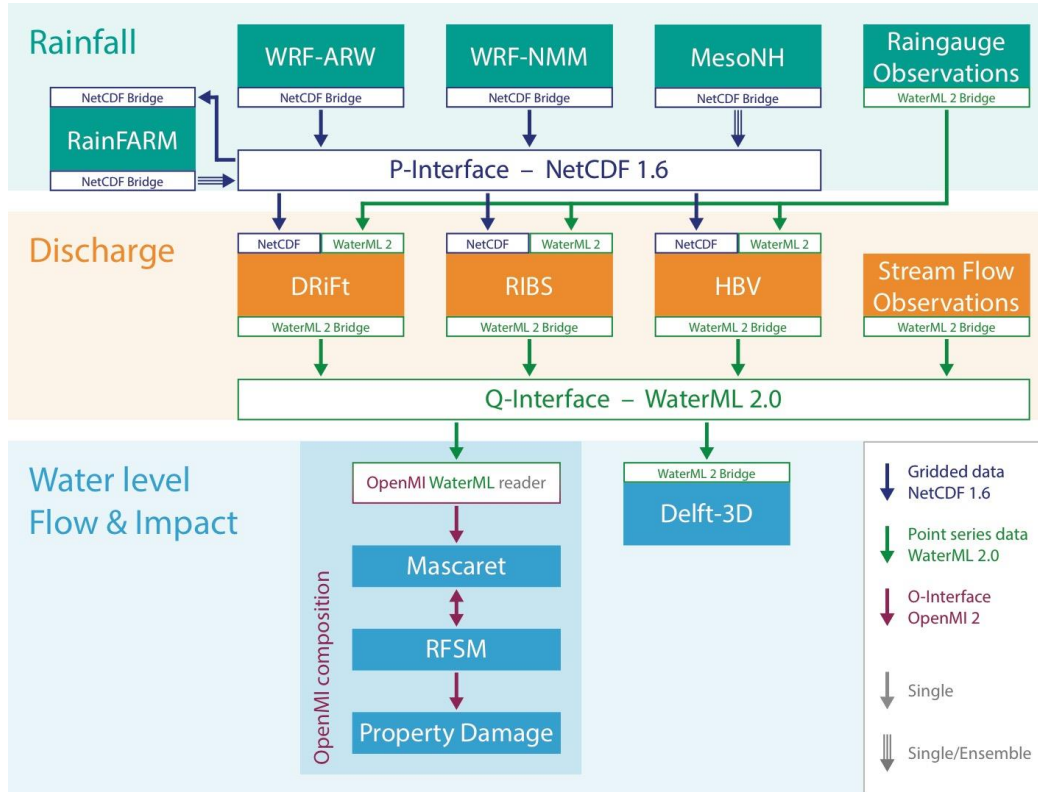 Rainfall
WRF-ARW
WRF-NMM
MesoNH
Raingauge
Observations
NetCDF Bridge
NetCDF Bridge
NetCDF Bridge
NetCDF Bridge
WaterML 2 Bridge
RainFARM
NetCDF Bridge
P-Interface – NetCDF 1.6
Discharge
NetCDF
WaterML 2
NetCDF
WaterML 2
NetCDF
WaterML 2
DRiFt
RIBS
HBV
Stream Flow
Observations
WaterML 2 Bridge
WaterML 2 Bridge
WaterML 2 Bridge
WaterML 2 Bridge
Q-Interface – WaterML 2.0
Water level
Flow & Impact
OpenMI WaterML reader
Mascaret
RFSM
Property Damage
OpenMI composition
WaterML 2 Bridge
Delft-3D
Gridded data
NetCDF 1.6
Point series data
WaterML 2.0
O-Interface
OpenMI 2
Single
Single/Ensemble